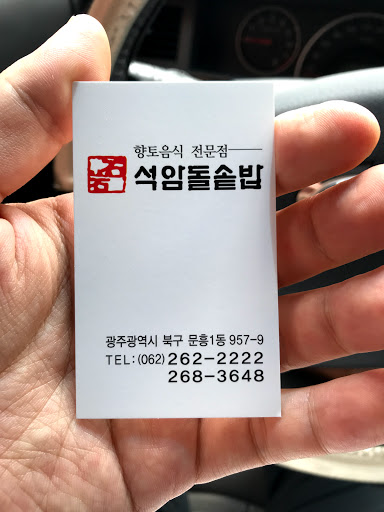 향토음식 전문점
석암돌솥밥
광주광역시 북구 문흥1동 957-9
TEL:(062) 262-2222
268-3648